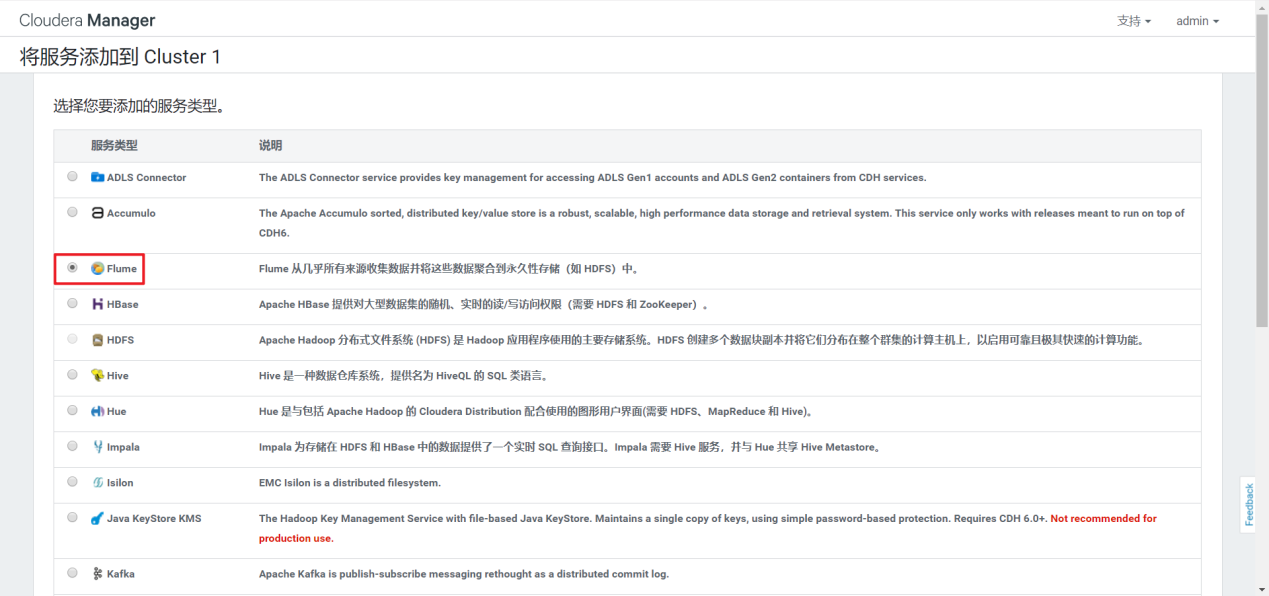 Cloudera Manager
支持
admin
将服务添加到 Cluster 1
选择您要添加的服务类型。
服务类型 说明
ADLS Connector The ADLS Connector service provides key management for accessing ADLS Gen1 accounts and ADLS Gen2 containers from CDH services.
Accumulo The Apache Accumulo sorted, distributed key/value store is a robust, scalable, high performance data storage and retrieval system. This service only works with releases meant to run on top of
CDH6.
Flume Flume 从几乎所有来源收集数据并将这些数据聚合到永久性存储（如 HDFS）中。
HBase Apache HBase 提供对大型数据集的随机、实时的读/写访问权限（需要 HDFS 和 ZooKeeper）。
HDFS Apache Hadoop 分布式文件系统 (HDFS) 是 Hadoop 应用程序使用的主要存储系统。HDFS 创建多个数据块副本并将它们分布在整个群集的计算主机上，以启用可靠且极其快速的计算功能。
Hive Hive 是一种数据仓库系统，提供名为 HiveQL 的 SQL 类语言。
Hue Hue 是与包括 Apache Hadoop 的 Cloudera Distribution 配合使用的图形用户界面(需要 HDFS、MapReduce 和 Hive)。
Impala Impala 为存储在 HDFS 和 HBase 中的数据提供了一个实时 SQL 查询接口。Impala 需要 Hive 服务，并与 Hue 共享 Hive Metastore。
Isilon EMC Isilon is a distributed filesystem.
Java KeyStore KMS The Hadoop Key Management Service with file-based Java KeyStore. Maintains a single copy of keys, using simple password-based protection. Requires CDH 6.0+. Not recommended for
production use.
Kafka Apache Kafka is publish-subscribe messaging rethought as a distributed commit log.
Feedback